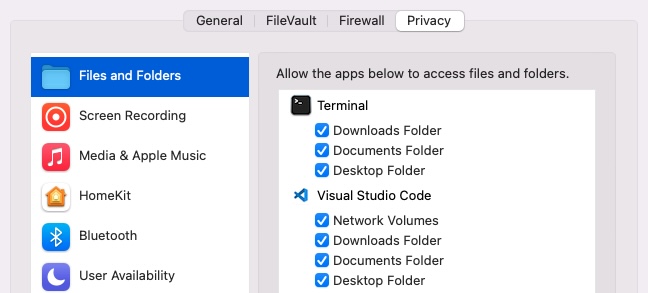 General
FileVault
Firewall
Privacy
Files and Folders
Screen Recording
Media & Apple Music
HomeKit
Bluetooth
User Availability
Allow the apps below to access files and folders.
Terminal
Downloads Folder
Documents Folder
Desktop Folder
Visual Studio Code
Network Volumes
Downloads Folder
Documents Folder
Desktop Folder